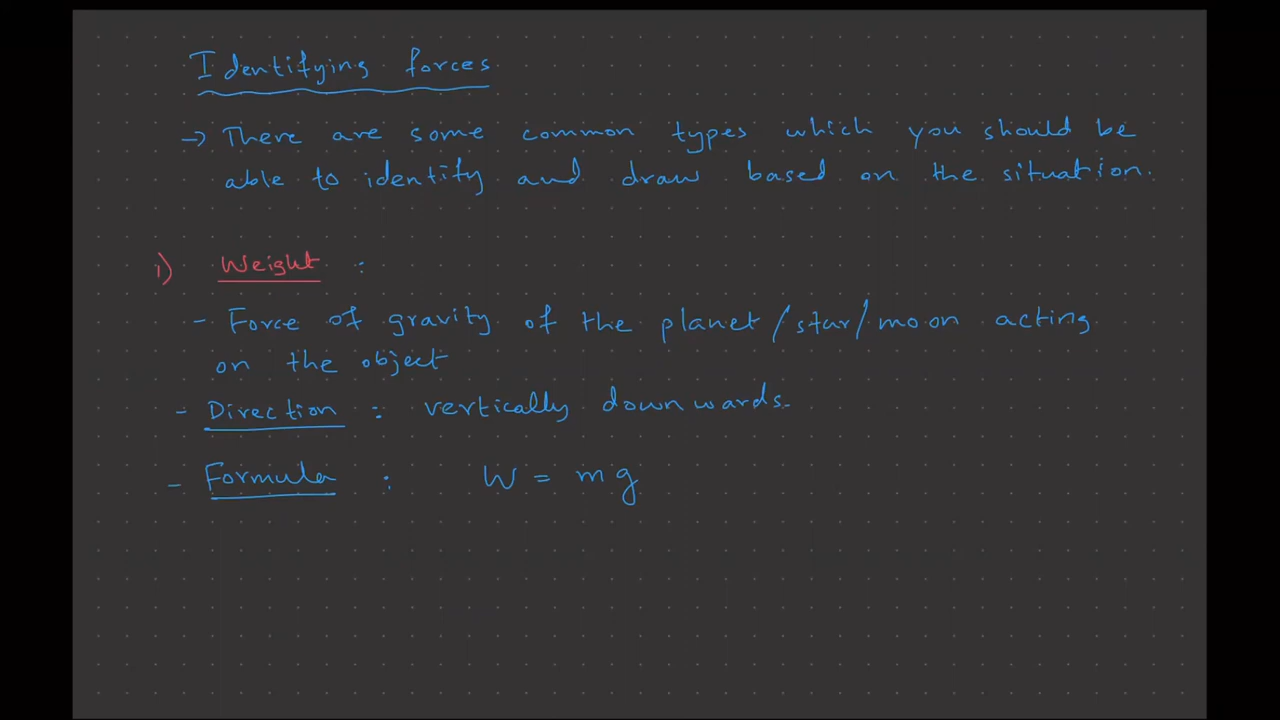 Identifying forces
→ There are some common types which you should be
able to identify and draw based on the situation.
1) Weight :
- Force of gravity of the planet/star/moon acting
on the object
- Direction : vertically downwards.
- Formula : W = mg